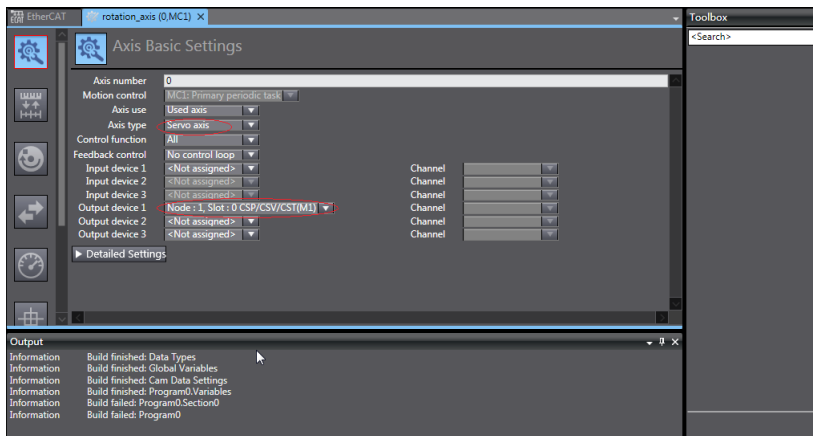 EtherCAT
rotation_axis (0,MC1) ×
Toolbox
<Search>
Axis Basic Settings
Axis number 0
Motion control MC1: Primary periodic task
Axis use Used axis
Axis type Servo axis
Control function All
Feedback control No control loop
Input device 1 <Not assigned> Channel
Input device 2 <Not assigned> Channel
Input device 3 <Not assigned> Channel
Output device 1 Node : 1, Slot : 0 CSP/CSV/CST(M1) Channel
Output device 2 <Not assigned> Channel
Output device 3 <Not assigned> Channel
▶ Detailed Settings
Output
Information Build finished: Data Types
Information Build finished: Global Variables
Information Build finished: Cam Data Settings
Information Build finished: Program0.Variables
Information Build failed: Program0.Section0
Information Build failed: Program0